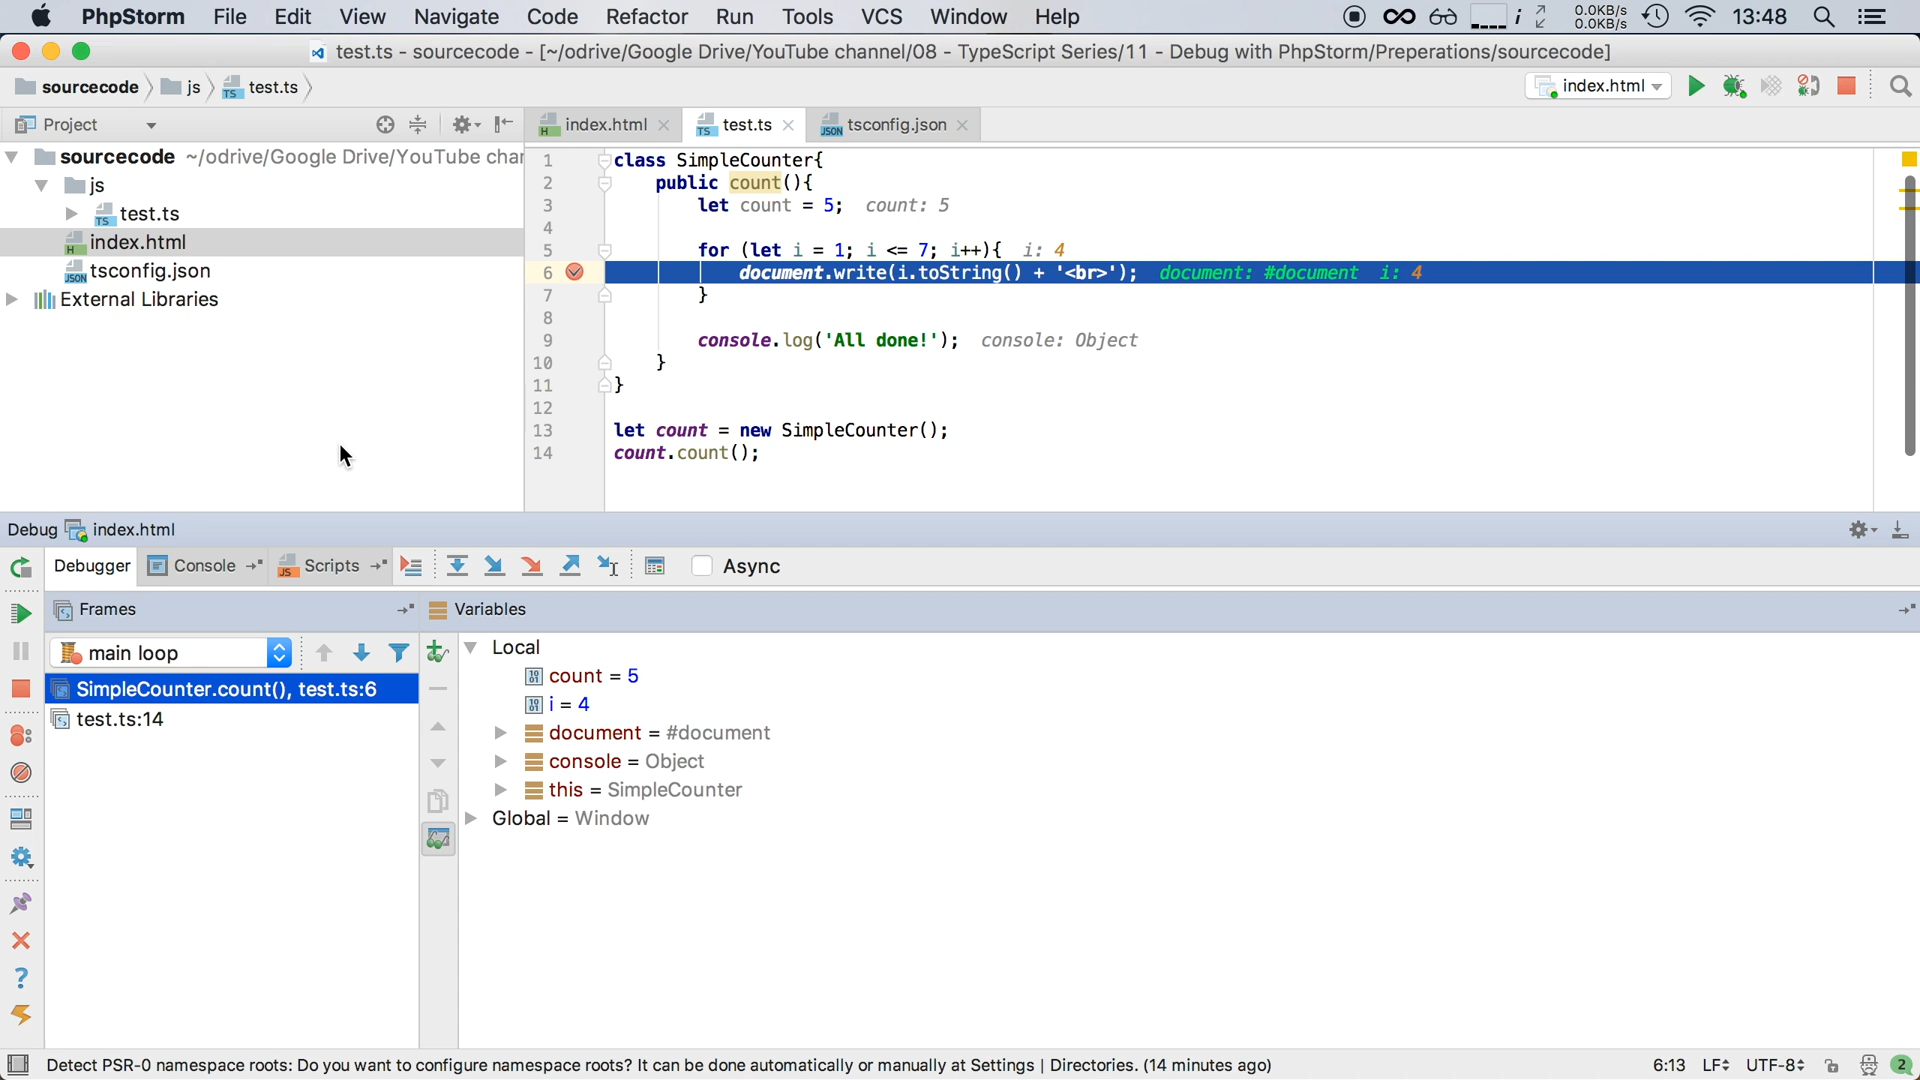 PhpStorm File Edit View Navigate Code Refactor Run Tools VCS Window Help 0.0KB/s 0.0KB/s 13:48
test.ts - sourcecode - [~/odrive/Google Drive/YouTube channel/08 - TypeScript Series/11 - Debug with PhpStorm/Preperations/sourcecode]
sourcecode js test.ts index.html
Project index.html test.ts tsconfig.json
sourcecode ~/odrive/Google Drive/YouTube char
js
test.ts
index.html
tsconfig.json
External Libraries
1 class SimpleCounter{
2 public count(){
3 let count = 5; count: 5
4
5 for (let i = 1; i <= 7; i++){ i: 4
6 document.write(i.toString() + '<br>'); document: #document i: 4
7 }
8
9 console.log('All done!'); console: Object
10 }
11 }
12
13 let count = new SimpleCounter();
14 count.count();
Debug index.html
Debugger Console Scripts Async
Frames Variables
main loop
SimpleCounter.count(), test.ts:6
test.ts:14
Local
count = 5
i = 4
document = #document
console = Object
this = SimpleCounter
Global = Window
Detect PSR-0 namespace roots: Do you want to configure namespace roots? It can be done automatically or manually at Settings | Directories. (14 minutes ago) 6:13 LF UTF-8 2